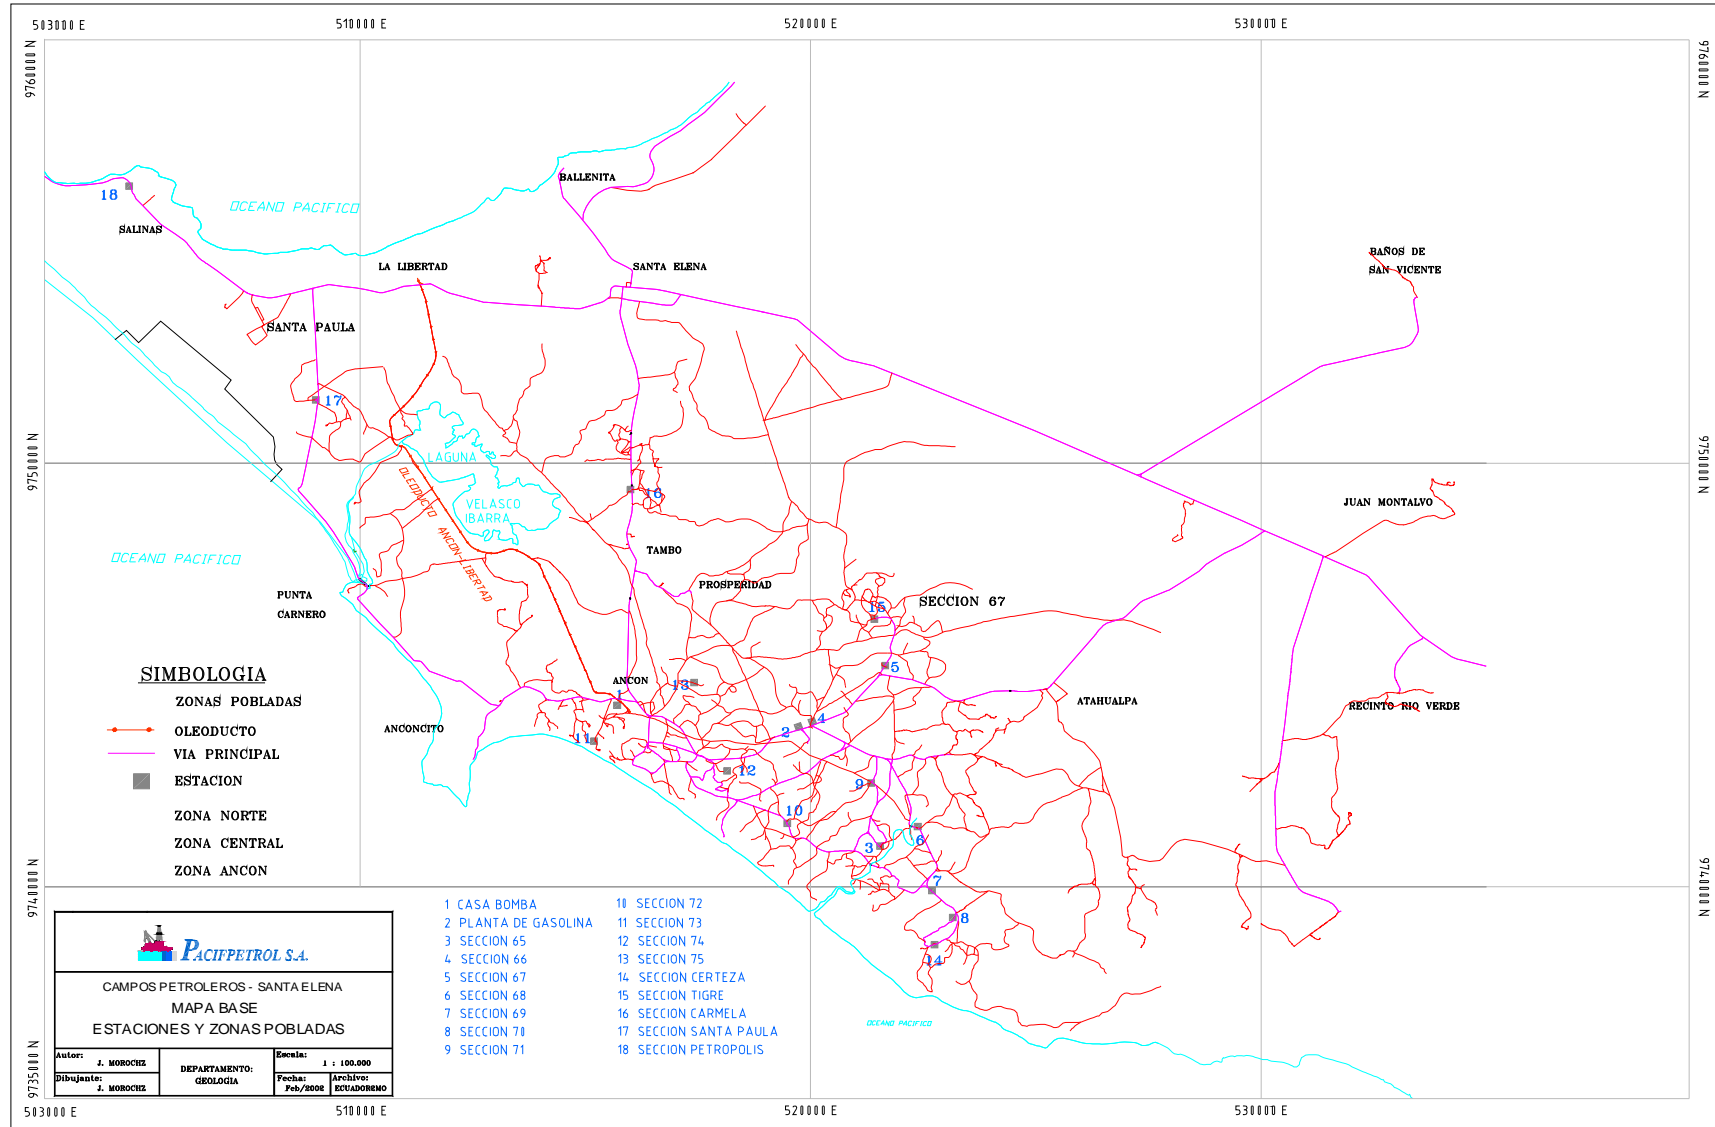 503000 E
510000 E
520000 E
530000 E
9760000 N
9760000 N
18
SALINAS
OCEANO PACIFICO
BALLENITA
LA LIBERTAD
SANTA ELENA
BAÑOS DE
SAN VICENTE
SANTA PAULA
17
LAGUNA
VELASCO
IBARRA
OLEODUCTO ANCON-LIBERTAD
16
9750000 N
9750000 N
JUAN MONTALVO
TAMBO
OCEANO PACIFICO
PROSPERIDAD
PUNTA
CARNERO
15
SECCION 67
5
ANCON
13
1
ATAHUALPA
RECINTO RIO VERDE
ANCONCITO
11
2
4
12
9
10
3
6
7
8
14
OCEANO PACIFICO
SIMBOLOGIA
ZONAS POBLADAS
OLEODUCTO
VIA PRINCIPAL
ESTACION
ZONA NORTE
ZONA CENTRAL
ZONA ANCON
9740000 N
9740000 N
1 CASA BOMBA
2 PLANTA DE GASOLINA
3 SECCION 65
4 SECCION 66
5 SECCION 67
6 SECCION 68
7 SECCION 69
8 SECCION 70
9 SECCION 71
10 SECCION 72
11 SECCION 73
12 SECCION 74
13 SECCION 75
14 SECCION CERTEZA
15 SECCION TIGRE
16 SECCION CARMELA
17 SECCION SANTA PAULA
18 SECCION PETROPOLIS
PACIFPETROL S.A.
CAMPOS PETROLEROS - SANTA ELENA
MAPA BASE
ESTACIONES Y ZONAS POBLADAS
Autor:
J. MOROCHZ
Dibujante:
J. MOROCHZ
DEPARTAMENTO:
GEOLOGIA
Escala:
1 : 100.000
Fecha:
Feb/2002
Archivo:
ECUADOR2MO
9735000 N
503000 E
510000 E
520000 E
530000 E